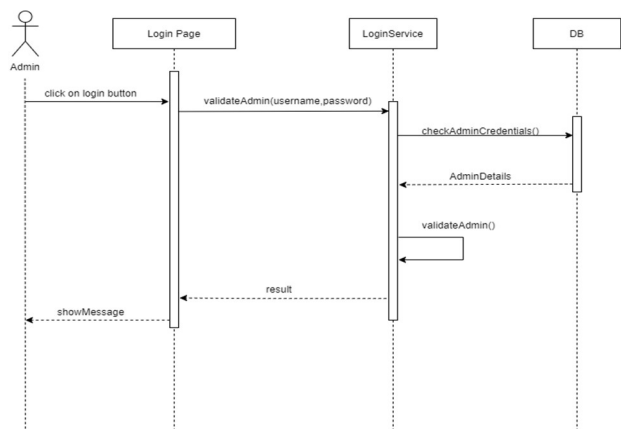 Login Page
LoginService
DB
Admin
click on login button
validateAdmin(username,password)
checkAdminCredentials()
AdminDetails
validateAdmin()
result
showMessage